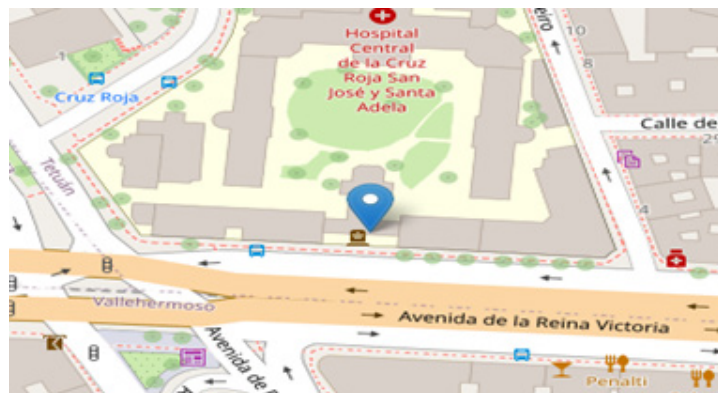 Hospital
Central
de la Cruz
Roja San
José y Santa
Adela
eiro
10
8
1
Cruz Roja
Calle de
29
Tetuán
4
Vallehermoso
Avenida de la Reina Victoria
Avenida de
Penalti